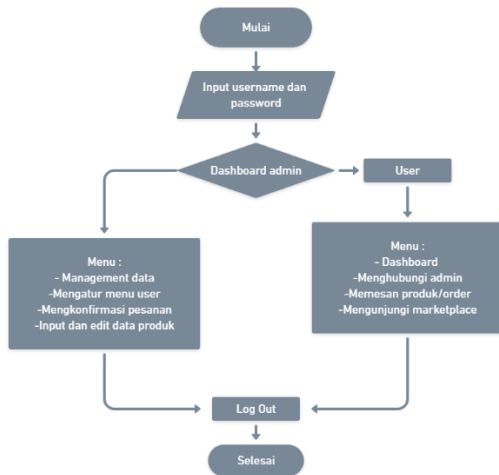 Mulai
Input username dan
password
Dashboard admin
User
Menu :
- Management data
-Mengatur menu user
-Mengkonfirmasi pesanan
-Input dan edit data produk
Menu :
- Dashboard
-Menghubungi admin
-Memesan produk/order
-Mengunjungi marketplace
Log Out
Selesai